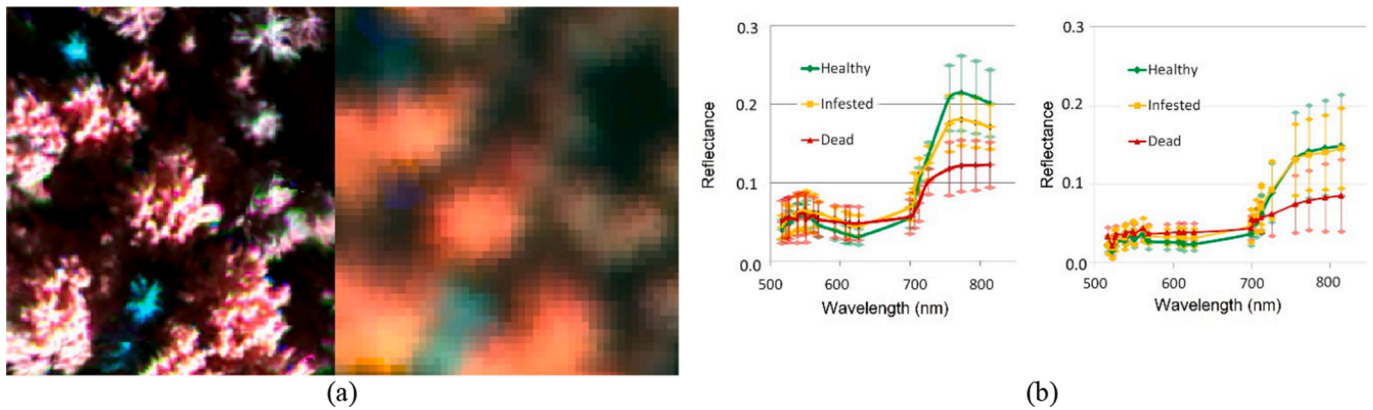 0.3
0.2
0.1
0.0
Reflectance
Healthy
Infested
Dead
500 600 700 800
Wavelength (nm)
0.3
0.2
0.1
0.0
Reflectance
Healthy
Infested
Dead
500 600 700 800
Wavelength (nm)
(a)
(b)